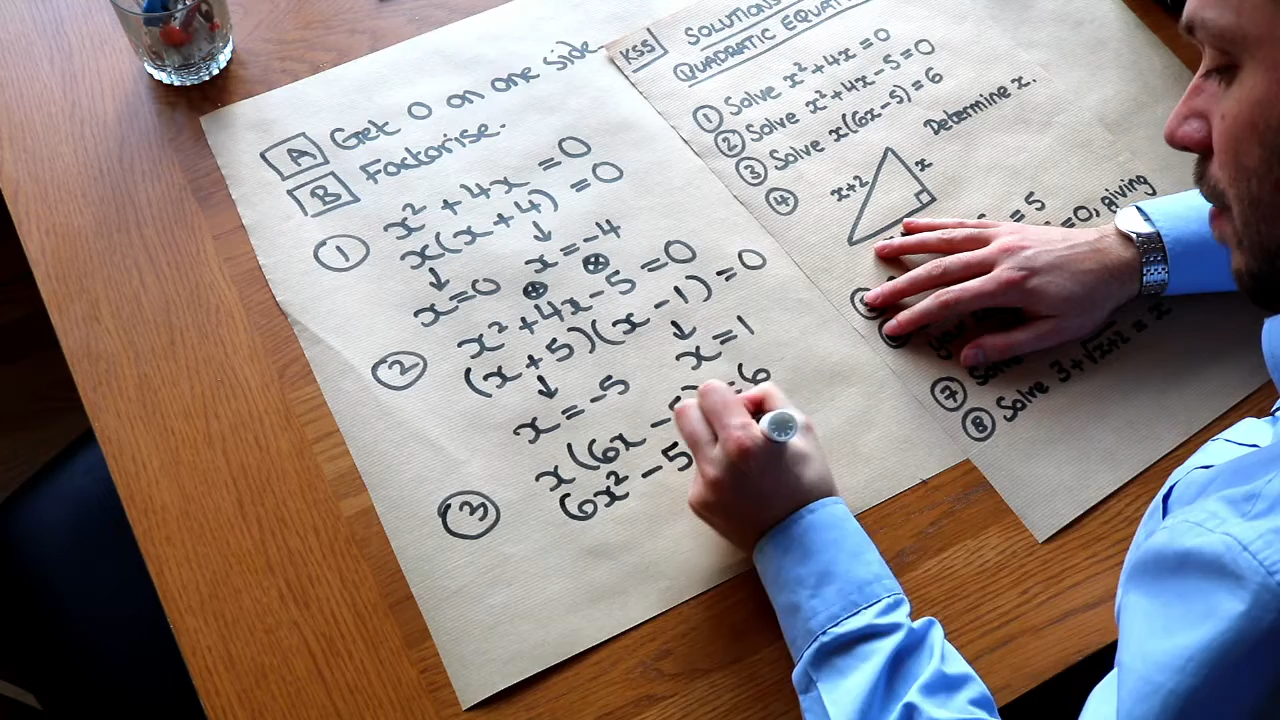 A Get 0 on one side.
B Factorise.
① x² + 4x = 0
x(x + 4) = 0
↓ ↓
x = 0 x = -4
⊕ ⊗
② x² + 4x - 5 = 0
(x + 5)(x - 1) = 0
↓ ↓
x = -5 x = 1
③ x(6x - 5) = 6
6x² - 5
KS5 SOLUTIONS
QUADRATIC EQUATI
① Solve x² + 4x = 0
② Solve x² + 4x - 5 = 0
③ Solve x(6x - 5) = 6
④ Determine x.
x+2 x
= 5
= 0, giving
⑦ Solve
⑧ Solve 3 + √x+2 = x